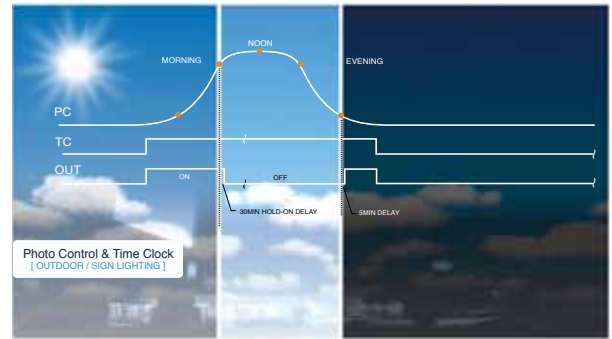 NOON
MORNING
EVENING
PC
TC
OUT
ON
OFF
30MIN HOLD-ON DELAY
5MIN DELAY
Photo Control & Time Clock
[ OUTDOOR / SIGN LIGHTING ]